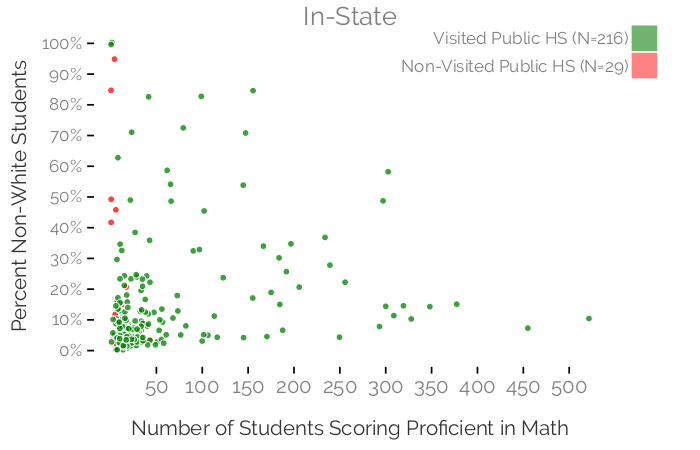 In-State
Visited Public HS (N=216)
Non-Visited Public HS (N=29)
Percent Non-White Students
100%
90%
80%
70%
60%
50%
40%
30%
20%
10%
0%
50 100 150 200 250 300 350 400 450 500
Number of Students Scoring Proficient in Math